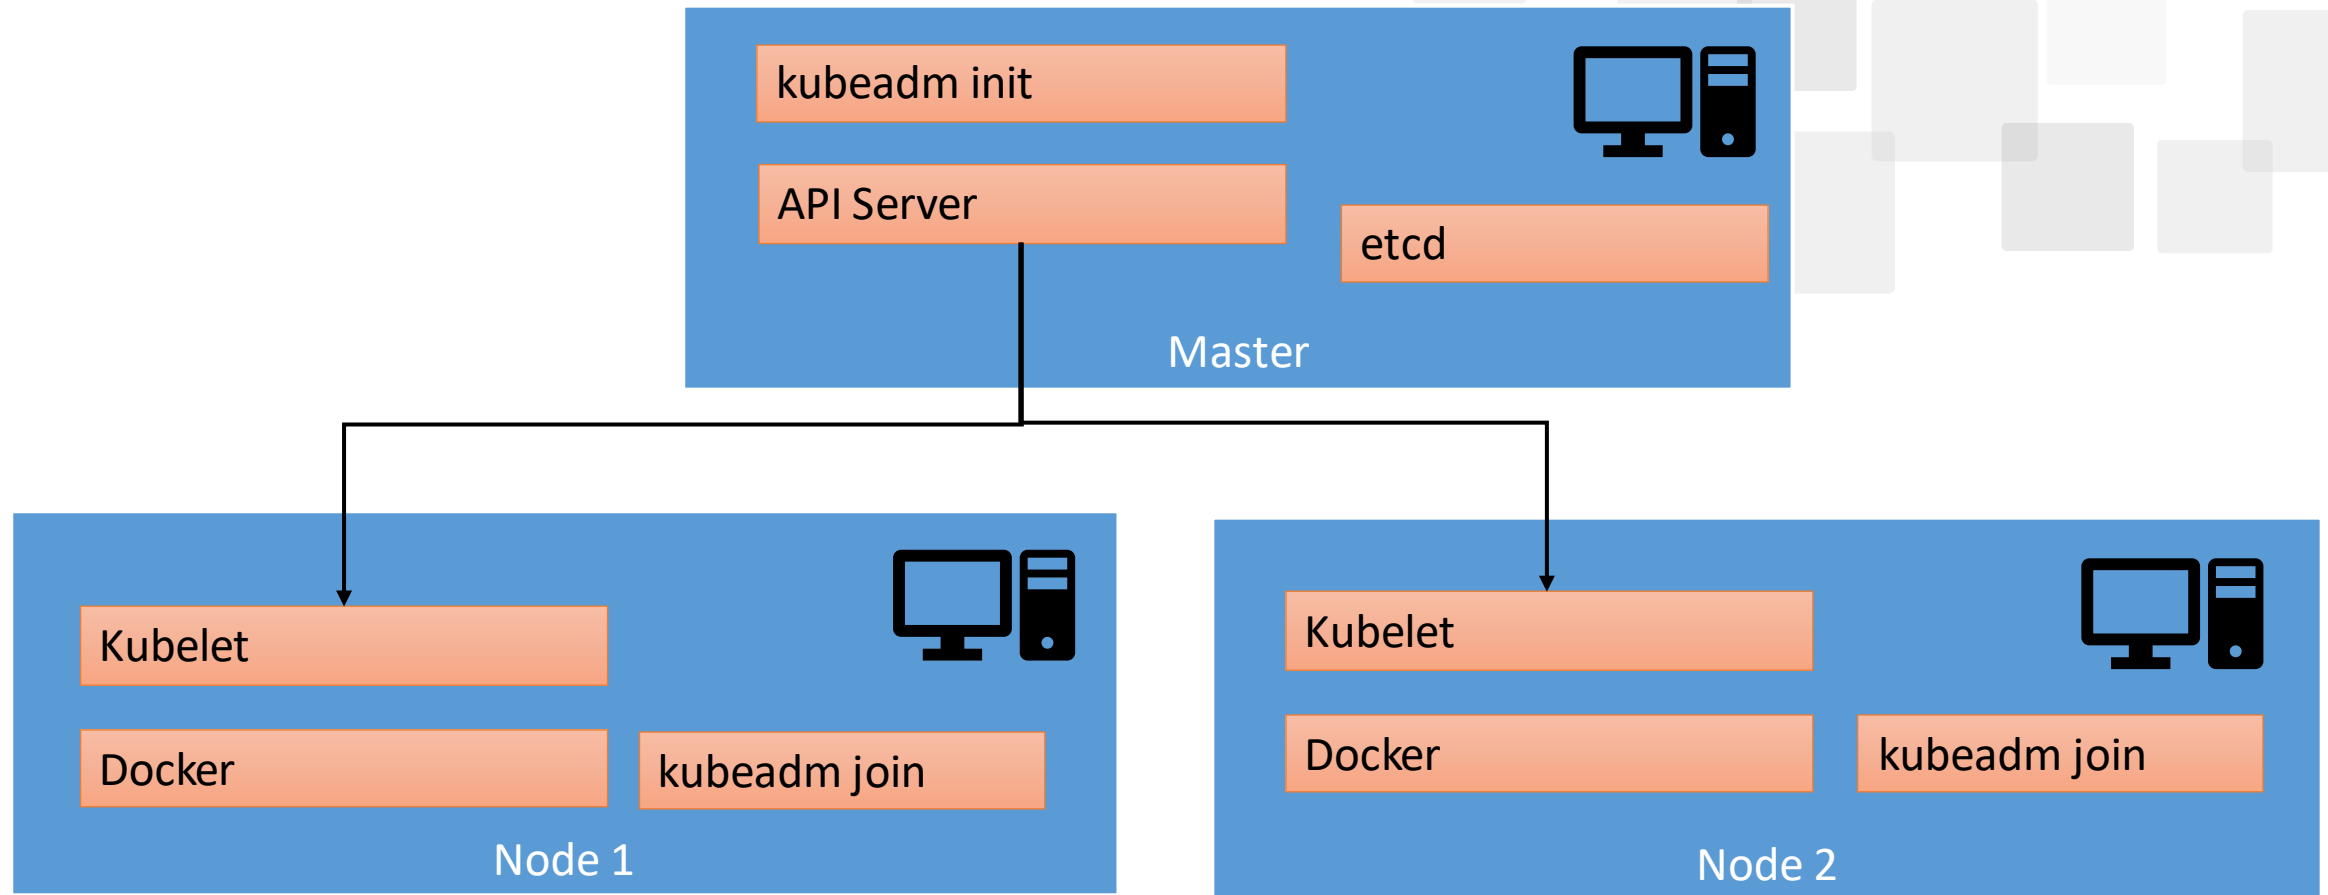 kubeadm init
API Server
etcd
Master
Kubelet
Docker
kubeadm join
Node 1
Kubelet
Docker
kubeadm join
Node 2